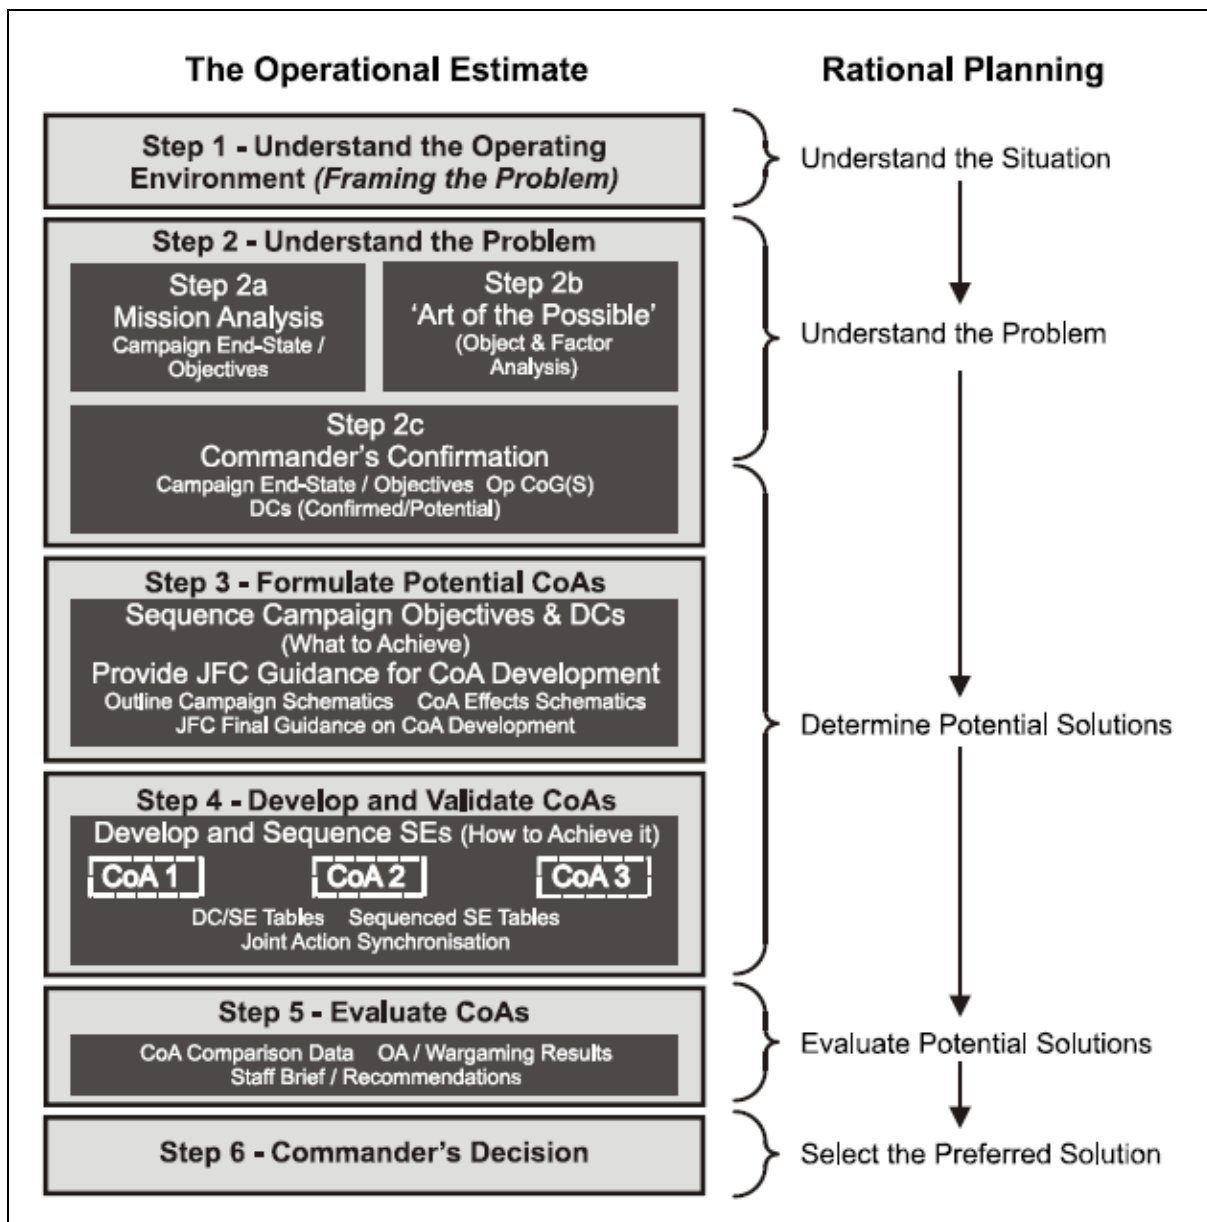 The Operational Estimate
Rational Planning
Step 1 - Understand the Operating
Environment (Framing the Problem)
Understand the Situation
Step 2 - Understand the Problem
Step 2a
Mission Analysis
Campaign End-State /
Objectives
Step 2b
‘Art of the Possible’
(Object & Factor
Analysis)
Understand the Problem
Step 2c
Commander’s Confirmation
Campaign End-State / Objectives Op CoG(S)
DCs (Confirmed/Potential)
Step 3 - Formulate Potential CoAs
Sequence Campaign Objectives & DCs
(What to Achieve)
Provide JFC Guidance for CoA Development
Outline Campaign Schematics CoA Effects Schematics
JFC Final Guidance on CoA Development
Determine Potential Solutions
Step 4 - Develop and Validate CoAs
Develop and Sequence SEs (How to Achieve it)
CoA 1
CoA 2
CoA 3
DC/SE Tables Sequenced SE Tables
Joint Action Synchronisation
Step 5 - Evaluate CoAs
CoA Comparison Data OA / Wargaming Results
Staff Brief / Recommendations
Evaluate Potential Solutions
Step 6 - Commander’s Decision
Select the Preferred Solution